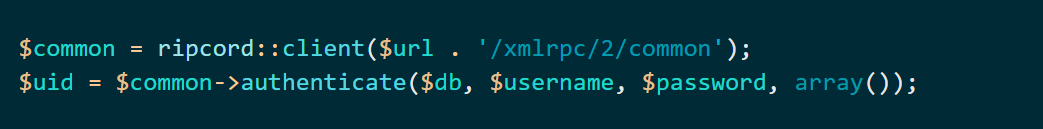 $common = ripcord::client($url . '/xmlrpc/2/common');
$uid = $common->authenticate($db, $username, $password, array());